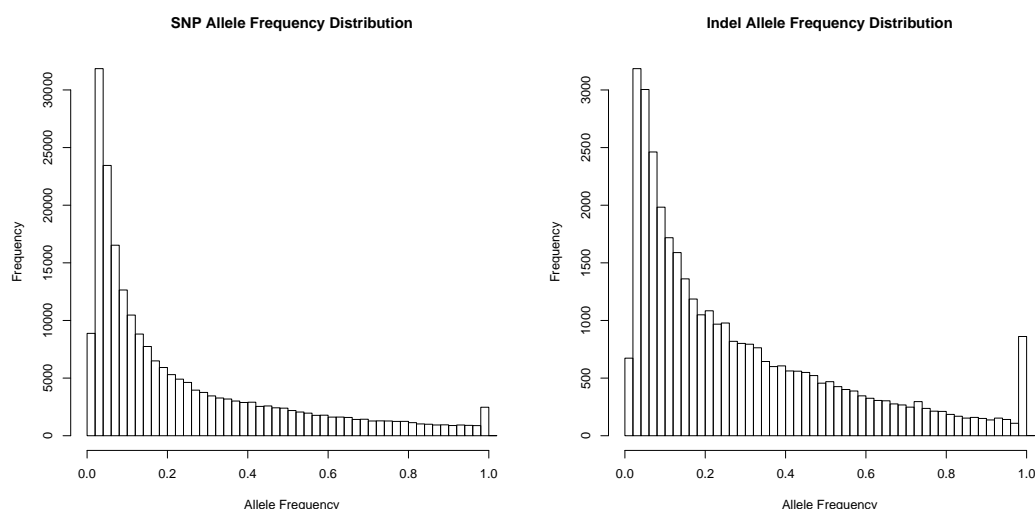 SNP Allele Frequency Distribution
Frequency
30000
25000
20000
15000
10000
5000
0
0.0 0.2 0.4 0.6 0.8 1.0
Allele Frequency
Indel Allele Frequency Distribution
Frequency
3000
2500
2000
1500
1000
500
0
0.0 0.2 0.4 0.6 0.8 1.0
Allele Frequency